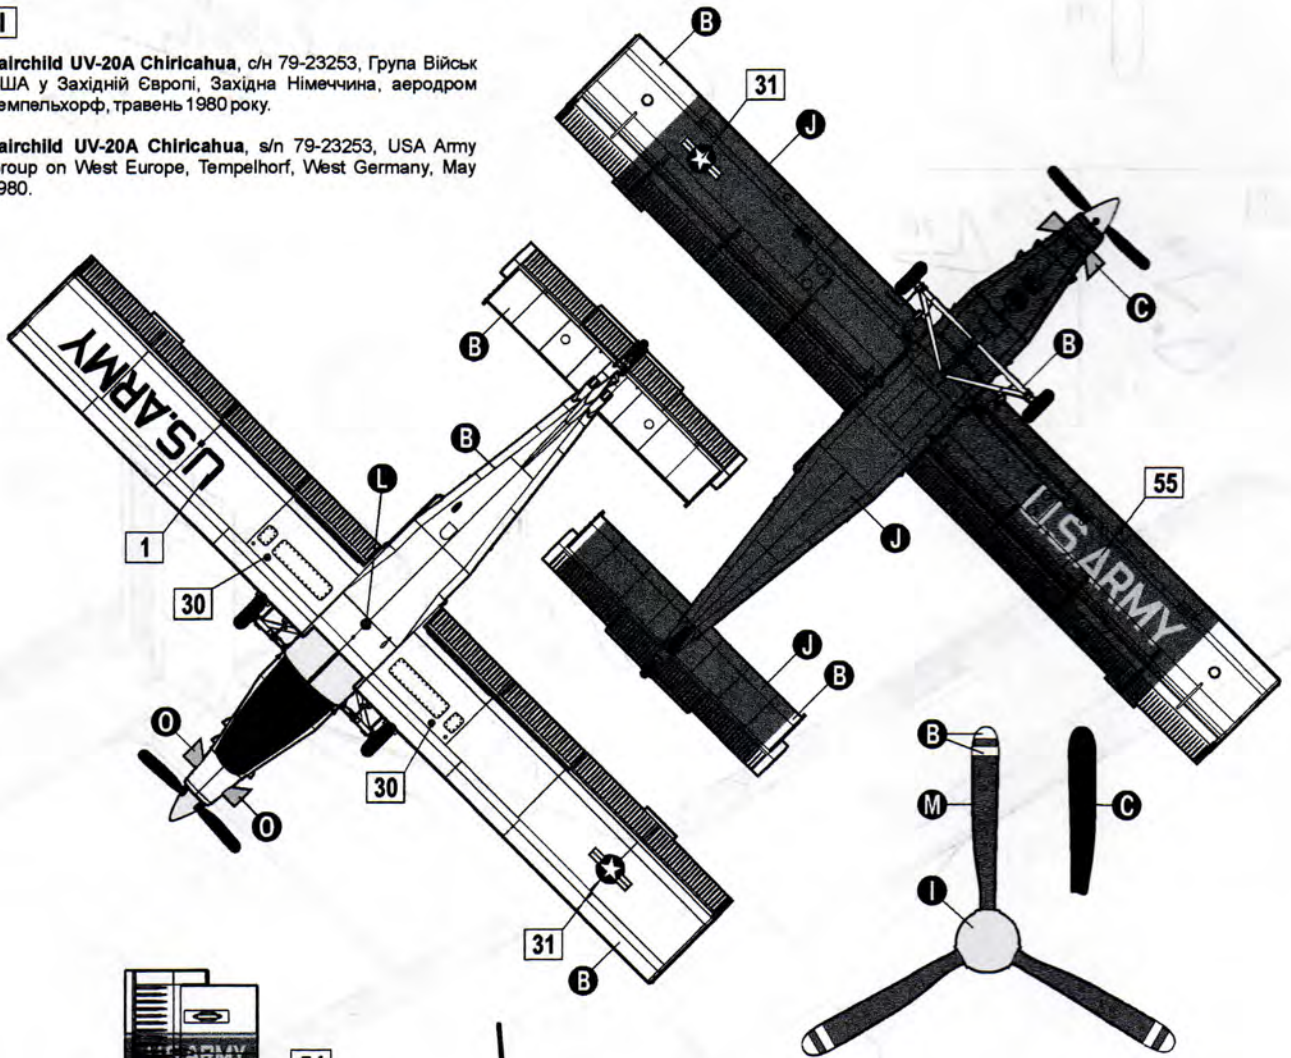 airchild UV-20A Chiricahua, с/н 79-23253, Група Військ
ША у Західній Європі, Західна Німеччина, аеродром
емпельхорф, травень 1980 року.
airchild UV-20A Chiricahua, s/n 79-23253, USA Army
roup on West Europe, Tempelhorf, West Germany, May
980.
B
31
J
C
B
B
U.S.ARMY
B
L
55
1
U.S.ARMY
J
30
J
B
O
30
O
B
M
C
I
31
B
U.S.ARMY